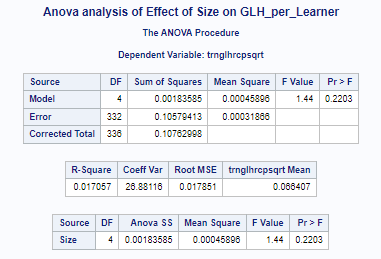 Anova analysis of Effect of Size on GLH_per_Learner
The ANOVA Procedure
Dependent Variable: trnglhrcpsqrt
Source DF Sum of Squares Mean Square F Value Pr > F
Model 4 0.00183585 0.00045896 1.44 0.2203
Error 332 0.10579413 0.00031866
Corrected Total 336 0.10762998
R-Square Coeff Var Root MSE trnglhrcpsqrt Mean
0.017057 26.88116 0.017851 0.066407
Source DF Anova SS Mean Square F Value Pr > F
Size 4 0.00183585 0.00045896 1.44 0.2203